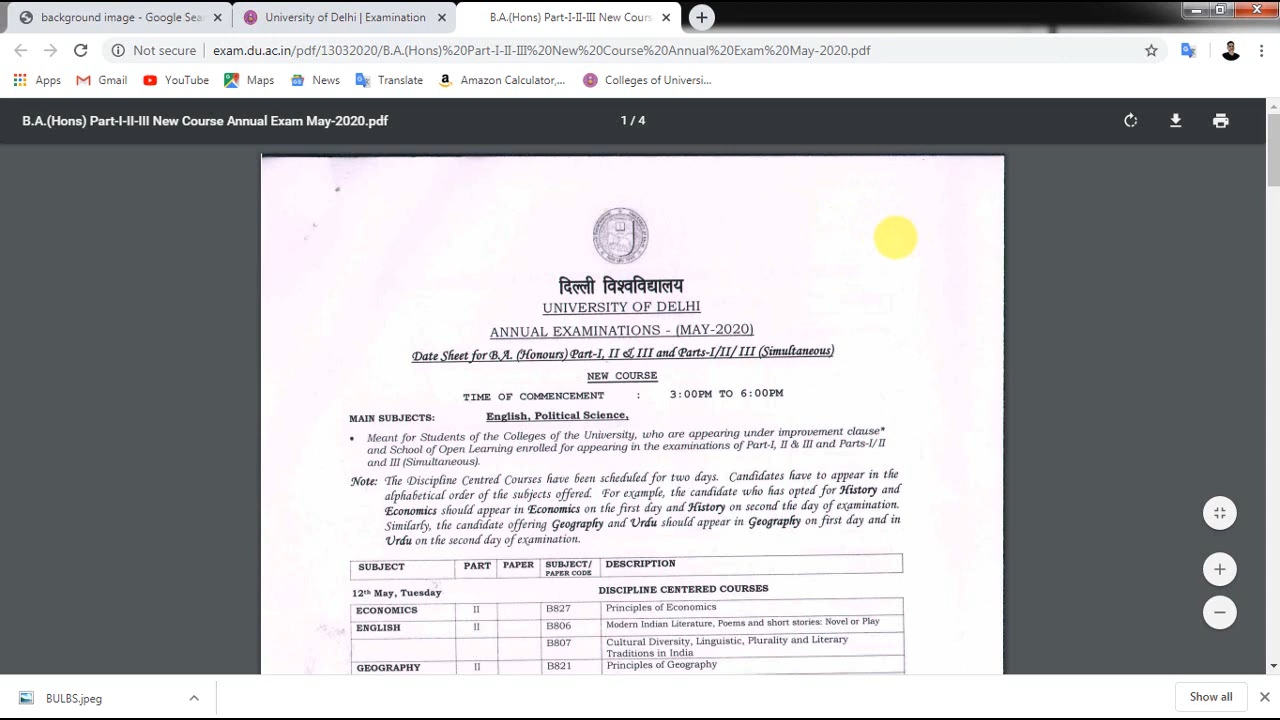 background image - Google Sear
University of Delhi | Examination
B.A.(Hons) Part-I-II-III New Cours
Not secure
exam.du.ac.in/pdf/13032020/B.A.(Hons)%20Part-I-II-III%20New%20Course%20Annual%20Exam%20May-2020.pdf
Apps
Gmail
YouTube
Maps
News
Translate
Amazon Calculator,...
Colleges of Universi...
B.A.(Hons) Part-I-II-III New Course Annual Exam May-2020.pdf
1 / 4
दिल्ली विश्वविद्यालय
UNIVERSITY OF DELHI
ANNUAL EXAMINATIONS - (MAY-2020)
Date Sheet for B.A. (Honours) Part-I, II & III and Parts-I/II/ III (Simultaneous)
NEW COURSE
TIME OF COMMENCEMENT : 3:00PM TO 6:00PM
MAIN SUBJECTS: English, Political Science,
• Meant for Students of the Colleges of the University, who are appearing under improvement clause*
and School of Open Learning enrolled for appearing in the examinations of Part-I, II & III and Parts-I/II
and III (Simultaneous).
Note: The Discipline Centred Courses have been scheduled for two days. Candidates have to appear in the
alphabetical order of the subjects offered. For example, the candidate who has opted for History and
Economics should appear in Economics on the first day and History on second the day of examination.
Similarly, the candidate offering Geography and Urdu should appear in Geography on first day and in
Urdu on the second day of examination.
SUBJECT PART PAPER SUBJECT/ DESCRIPTION
PAPER CODE
12th May, Tuesday DISCIPLINE CENTERED COURSES
ECONOMICS II B827 Principles of Economics
ENGLISH II B806 Modern Indian Literature, Poems and short stories: Novel or Play
B807 Cultural Diversity, Linguistic, Plurality and Literary
Traditions in India
GEOGRAPHY II B821 Principles of Geography
BULBS.jpeg
Show all